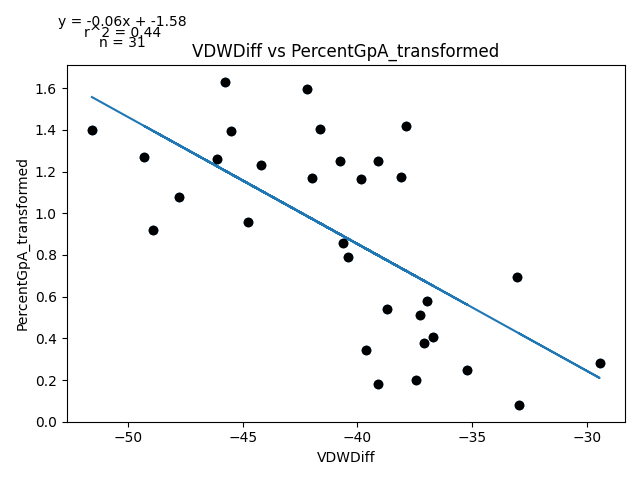 y = -0.06x + -1.58
r^2 = 0.44
n = 31
VDWDiff vs PercentGpA_transformed
PercentGpA_transformed
1.6
1.4
1.2
1.0
0.8
0.6
0.4
0.2
0.0
−50
−45
−40
−35
−30
VDWDiff